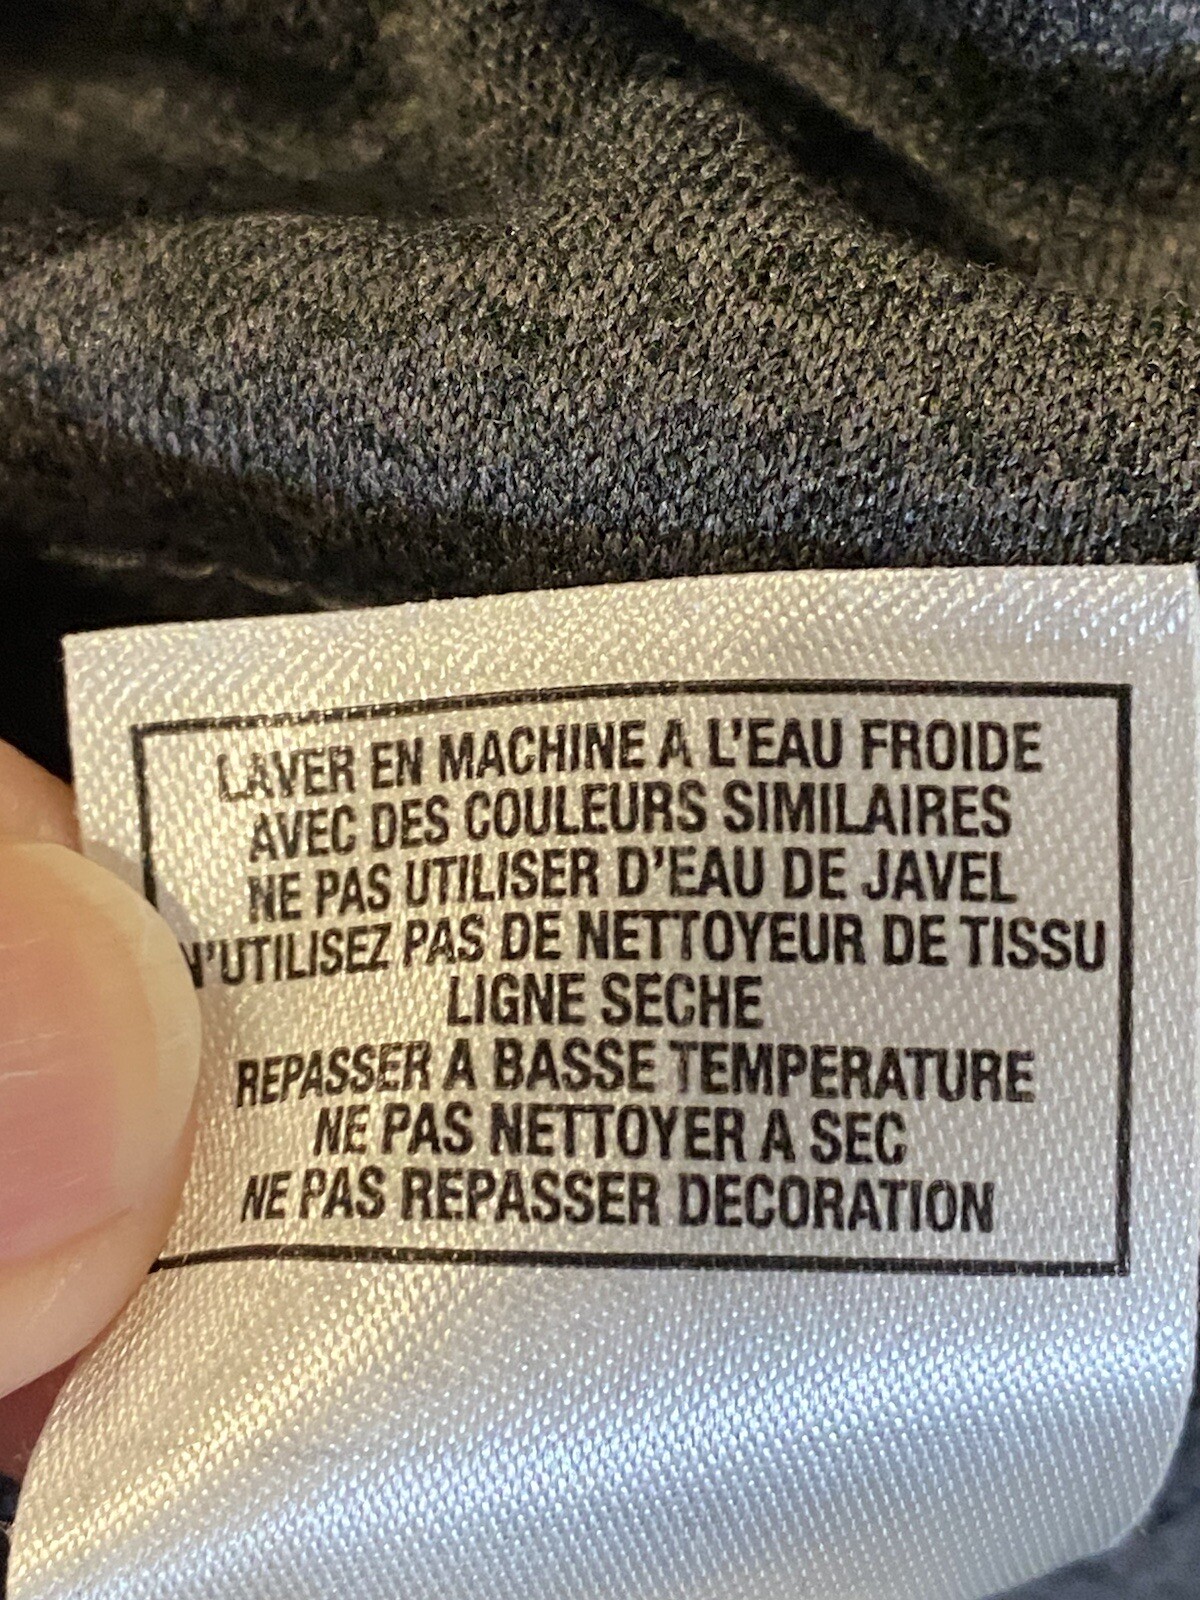 LAVER EN MACHINE A L'EAU FROIDE
AVEC DES COULEURS SIMILAIRES
NE PAS UTILISER D'EAU DE JAVEL
N'UTILISEZ PAS DE NETTOYEUR DE TISSU
LIGNE SECHE
REPASSER A BASSE TEMPERATURE
NE PAS NETTOYER A SEC
NE PAS REPASSER DECORATION